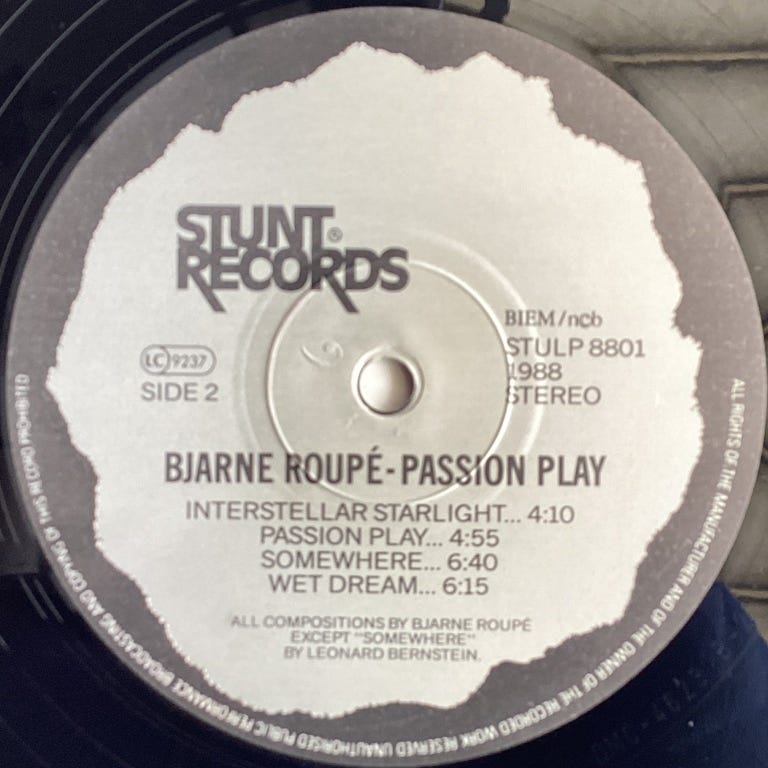 STUNT®
RECORDS
BIEM/ncb
LC 9237
STULP 8801
1988
SIDE 2
STEREO
BJARNE ROUPÉ - PASSION PLAY
INTERSTELLAR STARLIGHT... 4:10
PASSION PLAY... 4:55
SOMEWHERE... 6:40
WET DREAM... 6:15
ALL COMPOSITIONS BY BJARNE ROUPÉ
EXCEPT "SOMEWHERE"
BY LEONARD BERNSTEIN.
ALL RIGHTS OF THE MANUFACTURER AND OF THE OWNER OF THE RECORDED WORK RESERVED UNAUTHORISED PUBLIC PERFORMANCE BROADCASTING AND COPYING OF THIS RECORD PROHIBITED